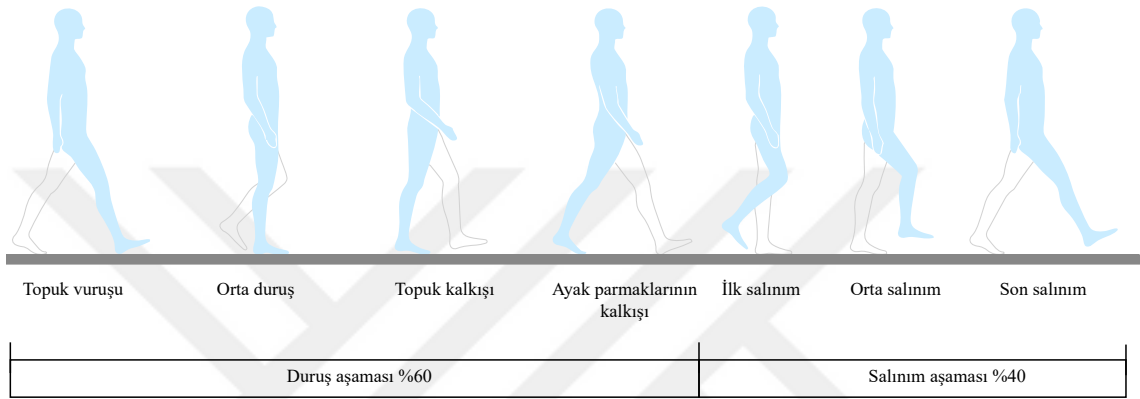 Topuk vuruşu
Orta duruş
Topuk kalkışı
Ayak parmaklarının
kalkışı
İlk salınım
Orta salınım
Son salınım
Duruş aşaması %60
Salınım aşaması %40